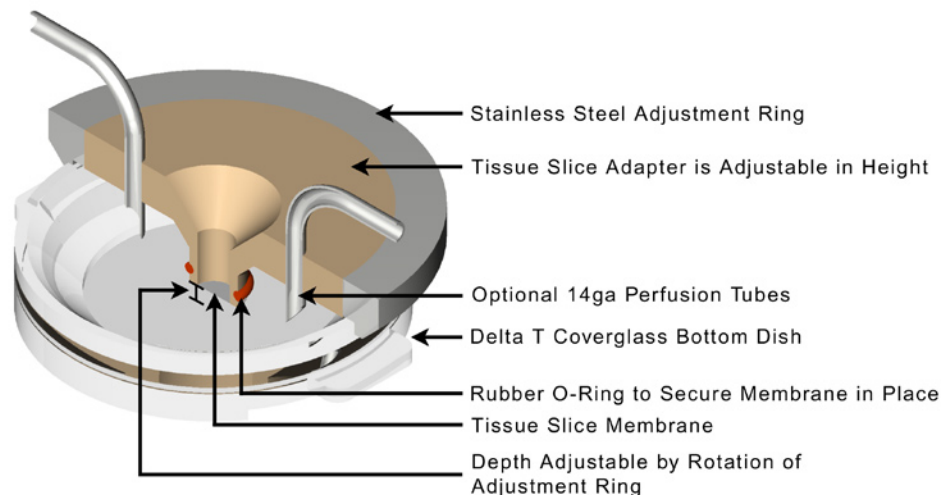 Stainless Steel Adjustment Ring
Tissue Slice Adapter is Adjustable in Height
Optional 14ga Perfusion Tubes
Delta T Coverglass Bottom Dish
Rubber O-Ring to Secure Membrane in Place
Tissue Slice Membrane
Depth Adjustable by Rotation of
Adjustment Ring